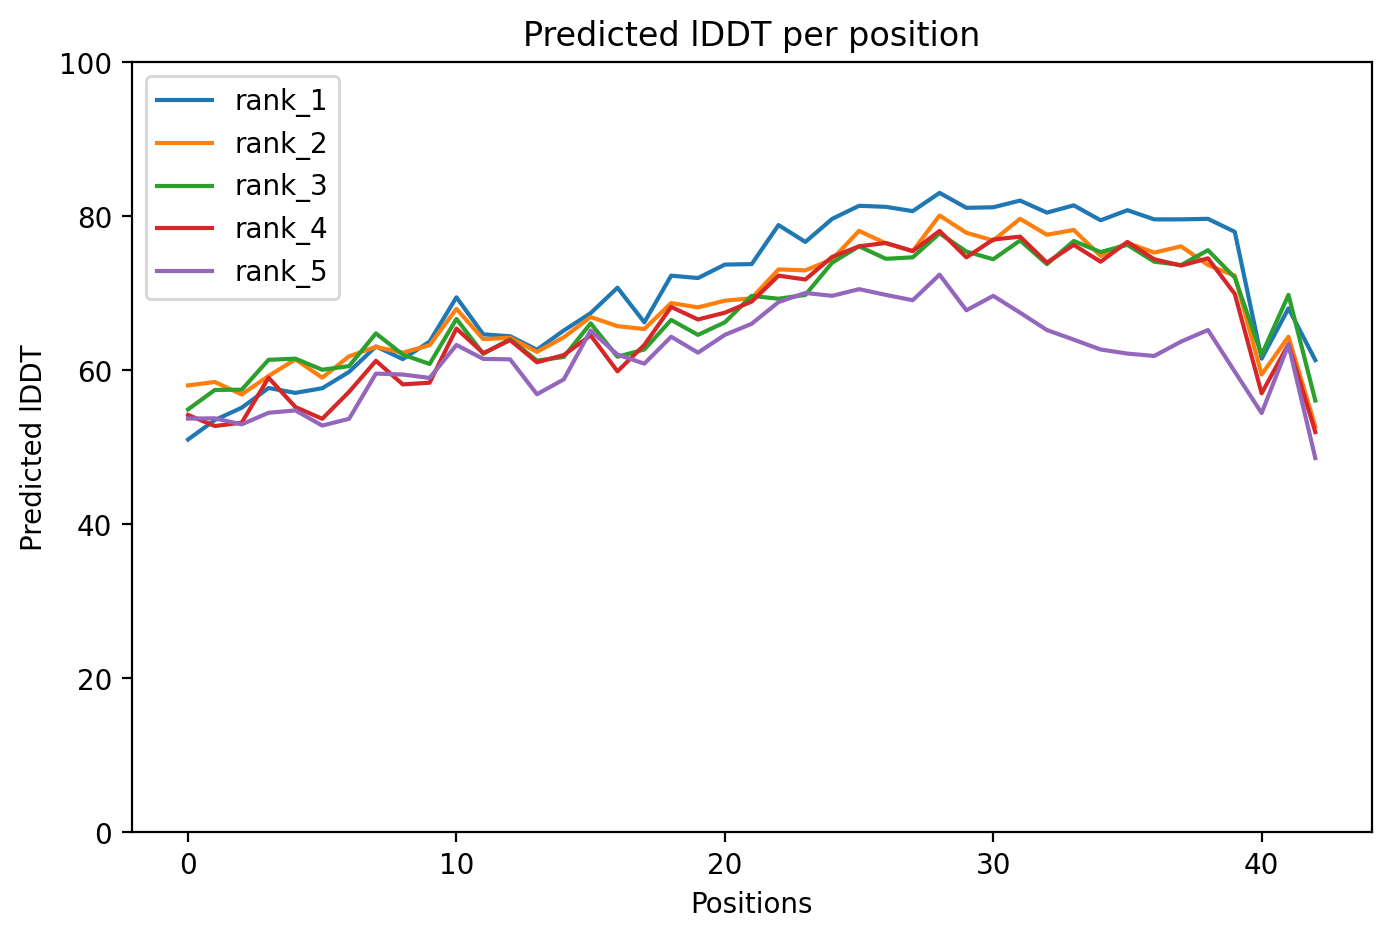 Predicted lDDT per position
100
80
60
40
20
0
Predicted lDDT
rank_1
rank_2
rank_3
rank_4
rank_5
0 10 20 30 40
Positions